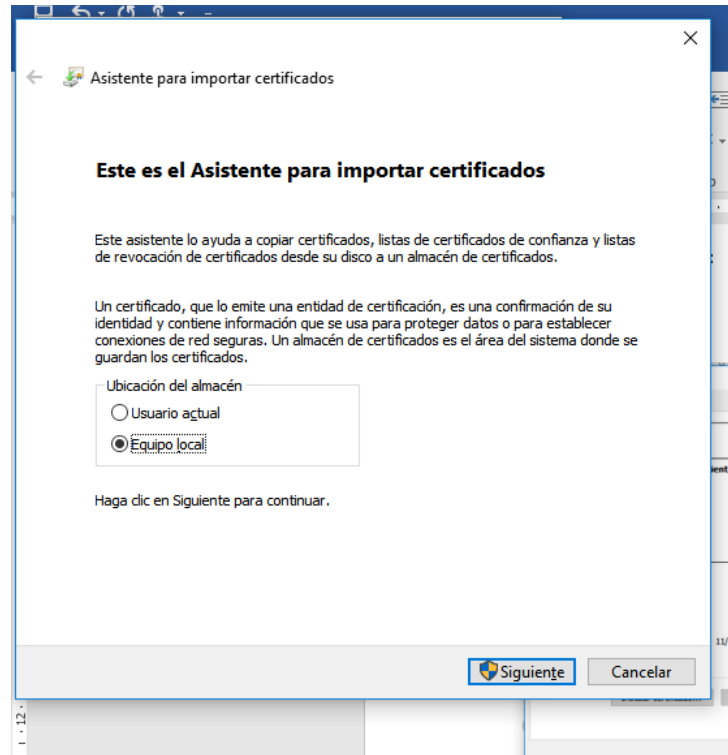 Asistente para importar certificados
Este es el Asistente para importar certificados
Este asistente lo ayuda a copiar certificados, listas de certificados de confianza y listas
de revocación de certificados desde su disco a un almacén de certificados.
Un certificado, que lo emite una entidad de certificación, es una confirmación de su
identidad y contiene información que se usa para proteger datos o para establecer
conexiones de red seguras. Un almacén de certificados es el área del sistema donde se
guardan los certificados.
Ubicación del almacén
Usuario actual
Equipo local
Haga clic en Siguiente para continuar.
Siguiente
Cancelar
11/
12